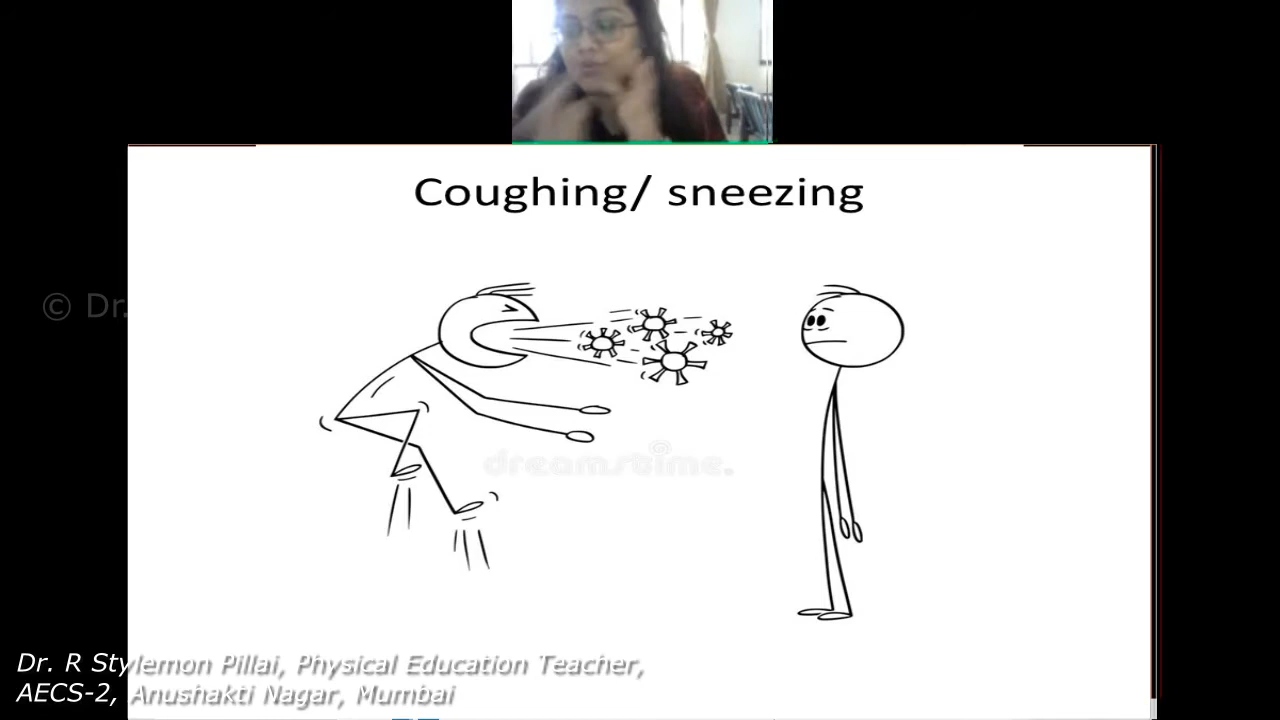 Coughing/ sneezing
© Dr.
dreamstime.
Dr. R Stylemon Pillai, Physical Education Teacher,
AECS-2, Anushakti Nagar, Mumbai